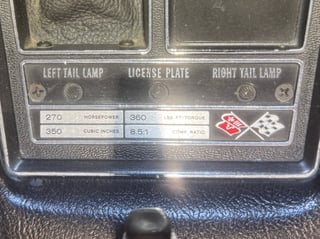 LEFT TAIL LAMP LICENSE PLATE RIGHT TAIL LAMP
270 HORSEPOWER 360 LBS FT. TORQUE
350 CUBIC INCHES 8.5:1 COMP. RATIO